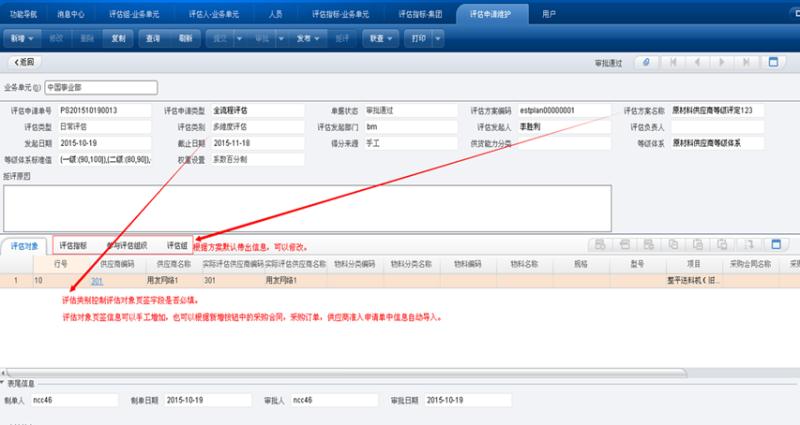 功能导航 消息中心 评估组-业务单元 评估人-业务单元 人员 评估指标-业务单元 评估指标-集团 评估申请维护 用户
新增 修改 删除 复制 查询 刷新 提交 审批 发布 拒评 联查 打印
返回 审批通过
业务单元 中国事业部
评估申请单号 PS201510190013 评估申请类型 全流程评估 单据状态 审批通过 评估方案编码 estplan00000001 评估方案名称 原材料供应商等级评定123
评估类型 日常评估 评估类别 多维度评估 评估发起部门 bm 评估发起人 李胜利 评估负责人
发起日期 2015-10-19 截止日期 2015-11-18 得分来源 手工 供货能力分类 等级体系 原材料供应商等级体系
等级体系标准值 (一级:(90,100]),(二级:(80,90]), 权重设置 系数百分制
拒评原因
评估对象 评估指标 参与评估组织 评估组 根据方案默认带出信息，可以修改。
行号 供应商编码 供应商名称 实际评估供应商编码 实际评估供应商名称 物料分类编码 物料分类名称 物料编码 物料名称 规格 型号 项目 采购合同名称 采购
1 10 301 用友网络1 301 用友网络1 整平送料机(旧...
评估类别控制评估对象页签字段是否必填。
评估对象页签信息可以手工增加，也可以根据新增按钮中的采购合同，采购订单，供应商准入申请单中信息自动导入。
表尾信息
制单人 ncc46 制单日期 2015-10-19 审批人 ncc46 审批日期 2015-10-19